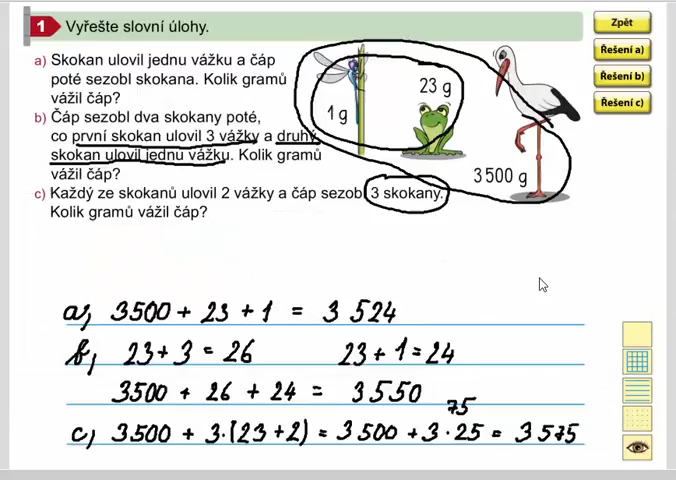 1 Vyřešte slovní úlohy.
Zpět
Řešení a)
Řešení b)
Řešení c)
a) Skokan ulovil jednu vážku a čáp
poté sezobl skokana. Kolik gramů
vážil čáp?
b) Čáp sezobl dva skokany poté,
co první skokan ulovil 3 vážky a druhý
skokan ulovil jednu vážku. Kolik gramů
vážil čáp?
c) Každý ze skokanů ulovil 2 vážky a čáp sezobl 3 skokany.
Kolik gramů vážil čáp?
1 g
23 g
3 500 g
a) 3500 + 23 + 1 = 3 524
b) 23 + 3 = 26 23 + 1 = 24
3500 + 26 + 24 = 3550
75
c) 3500 + 3·(23+2) = 3500 + 3·25 = 3575